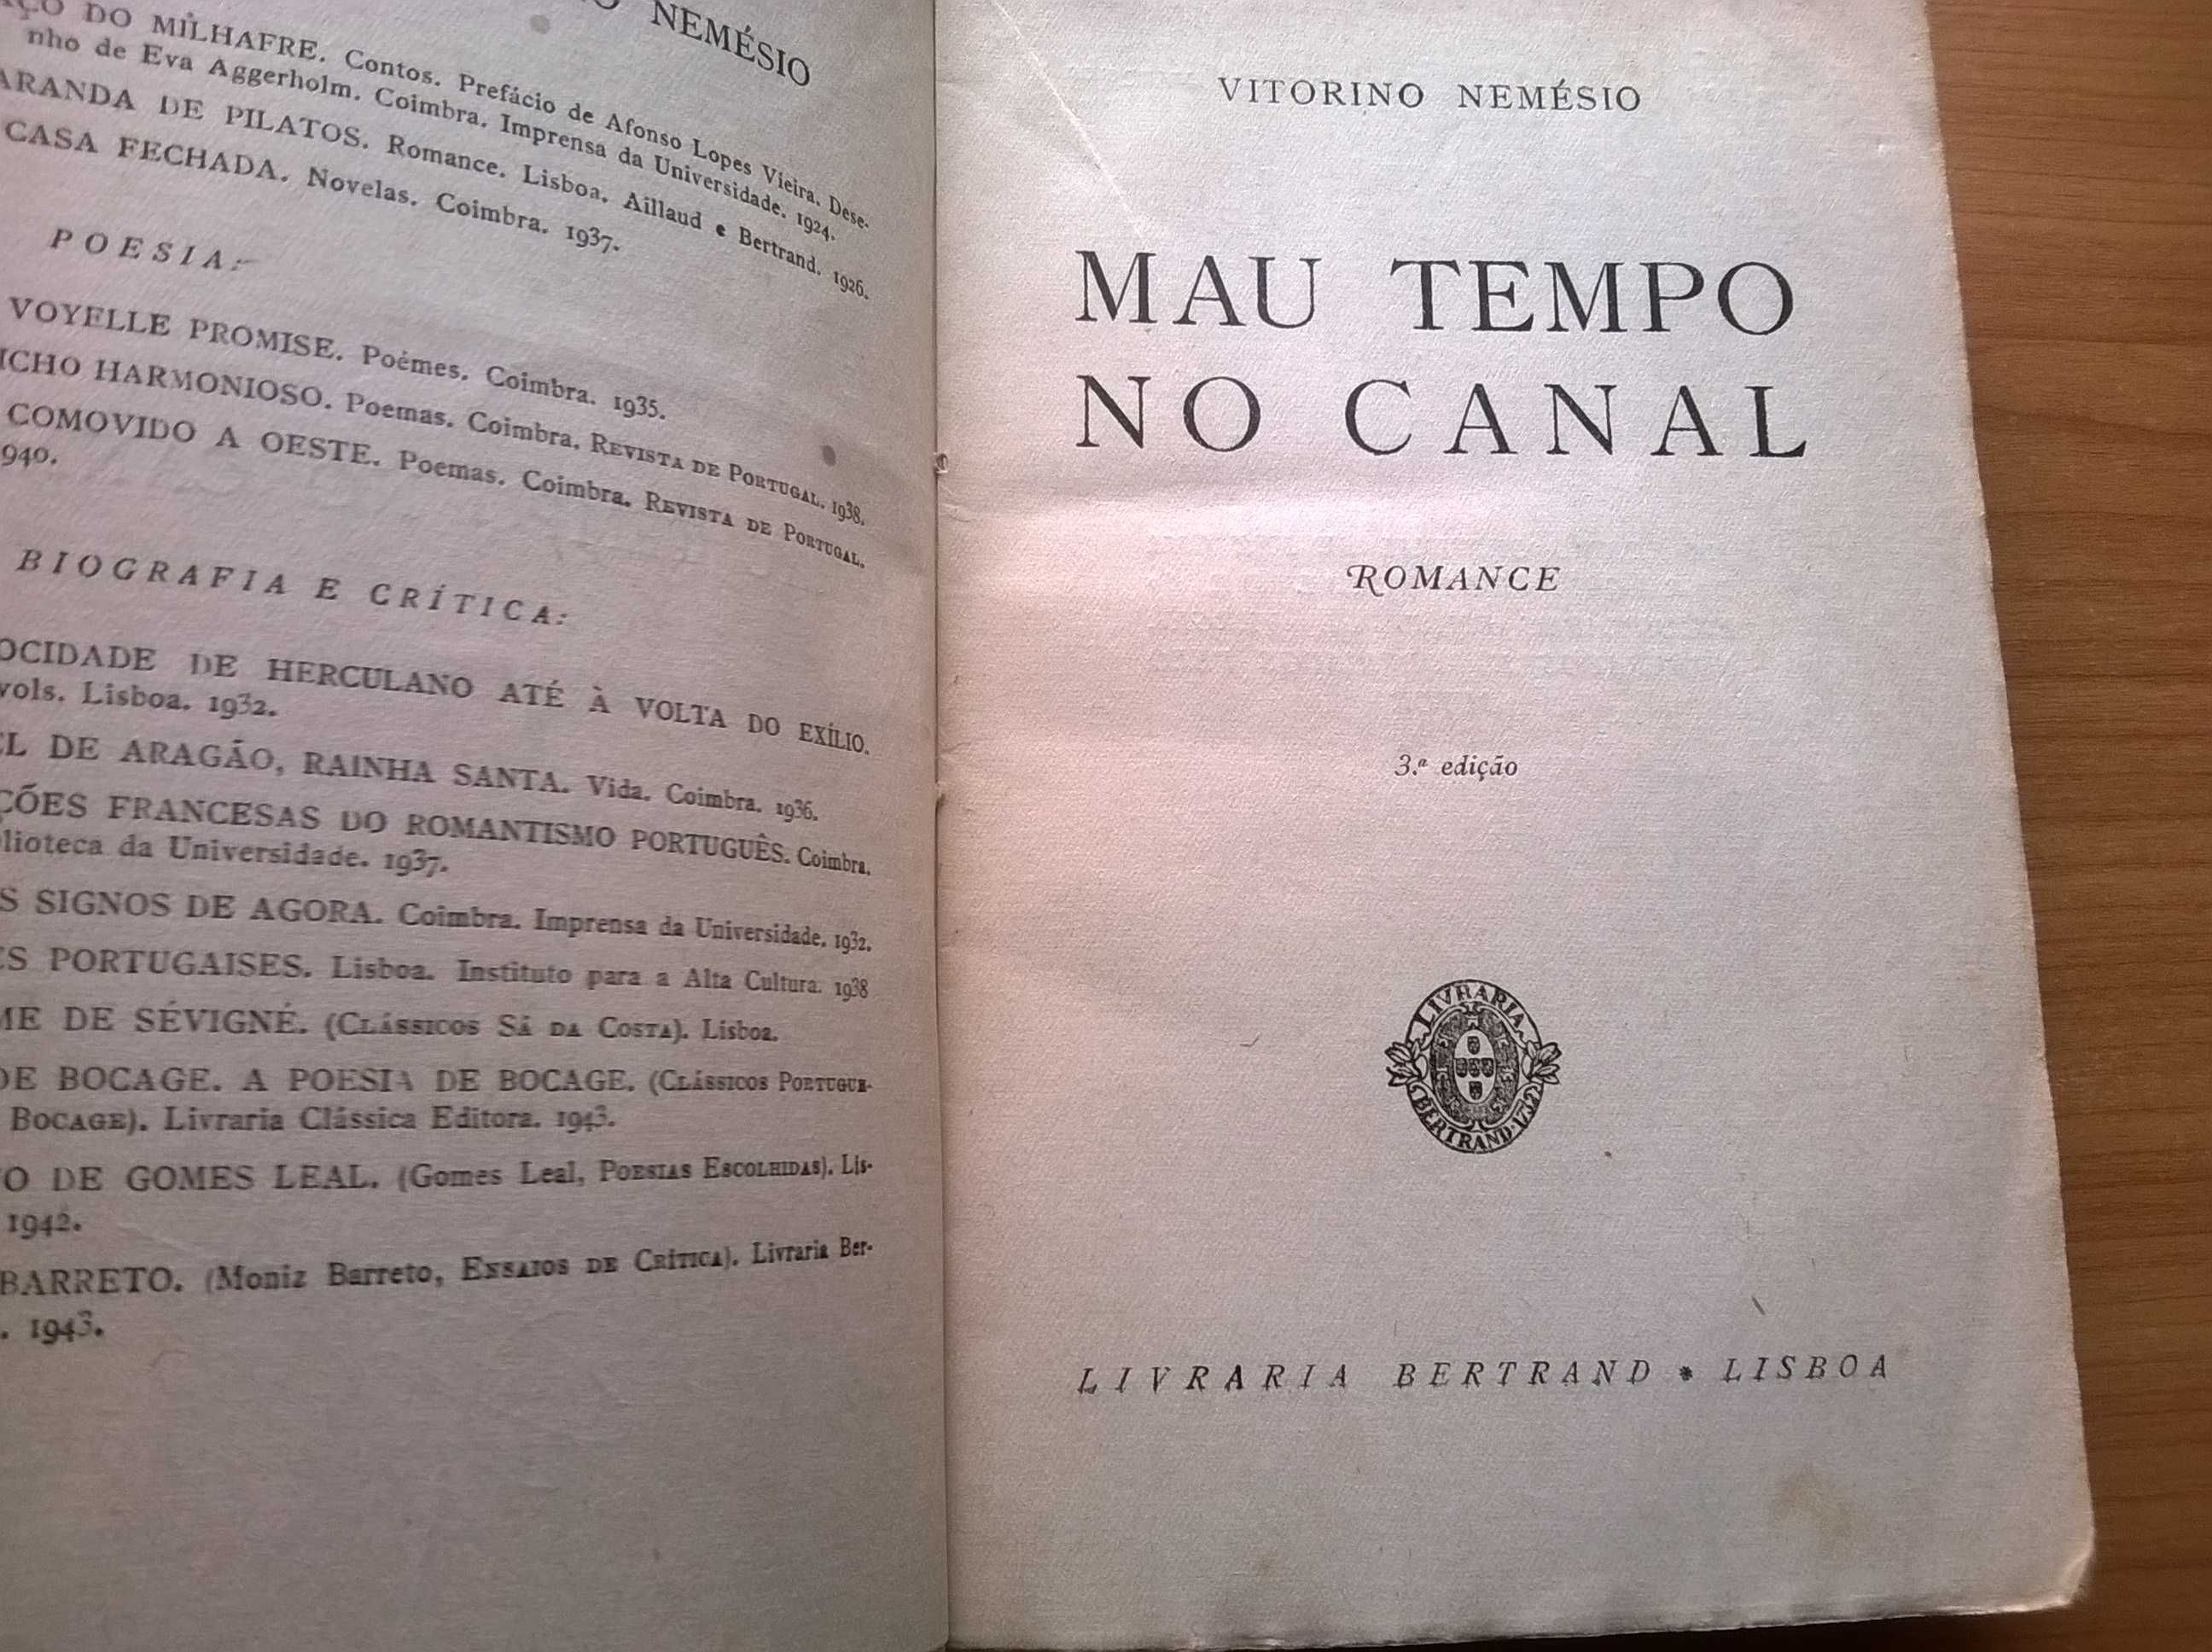 NEMÉSIO
DO MILHAFRE. Contos. Prefácio de Afonso Lopes Vieira. Dese-
nho de Eva Aggerholm. Coimbra. Imprensa da Universidade. 1924.
ARANDA DE PILATOS. Romance. Lisboa, Aillaud e Bertrand. 1926.
CASA FECHADA. Novelas. Coimbra. 1937.
POESIA:
VOYELLE PROMISE. Poèmes. Coimbra. 1935.
ICHO HARMONIOSO. Poemas. Coimbra. REVISTA DE PORTUGAL. 1938.
COMOVIDO A OESTE. Poemas. Coimbra. REVISTA DE PORTUGAL.
940.
BIOGRAFIA E CRÍTICA:
OCIDADE DE HERCULANO ATÉ À VOLTA DO EXÍLIO.
vols. Lisboa. 1932.
EL DE ARAGÃO, RAINHA SANTA. Vida. Coimbra. 1936.
ÇÕES FRANCESAS DO ROMANTISMO PORTUGUÊS. Coimbra.
blioteca da Universidade. 1937.
S SIGNOS DE AGORA. Coimbra. Imprensa da Universidade. 1932.
ES PORTUGAISES. Lisboa. Instituto para a Alta Cultura. 1938
ME DE SÉVIGNÉ. (CLÁSSICOS SÁ DA COSTA). Lisboa.
DE BOCAGE. A POESIA DE BOCAGE. (CLÁSSICOS PORTUGUE-
BOCAGE). Livraria Clássica Editora. 1943.
O DE GOMES LEAL. (Gomes Leal, POESIAS ESCOLHIDAS). Lis-
1942.
BARRETO. (Moniz Barreto, ENSAIOS DE CRÍTICA). Livraria Ber-
. 1943.
VITORINO NEMÉSIO
MAU TEMPO
NO CANAL
ROMANCE
3.ª edição
LIVRARIA
BERTRAND·1732
LIVRARIA BERTRAND * LISBOA